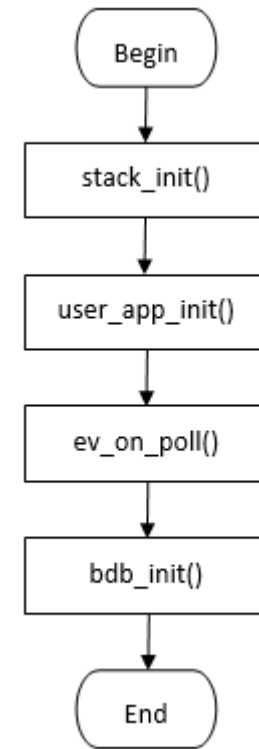 Begin
stack_init()
user_app_init()
ev_on_poll()
bdb_init()
End